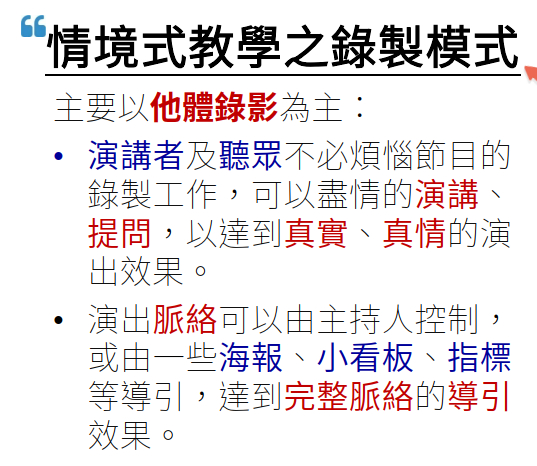 “情境式教學之錄製模式
主要以他體錄影為主：
• 演講者及聽眾不必煩惱節目的
錄製工作，可以盡情的演講、
提問，以達到真實、真情的演
出效果。
• 演出脈絡可以由主持人控制，
或由一些海報、小看板、指標
等導引，達到完整脈絡的導引
效果。